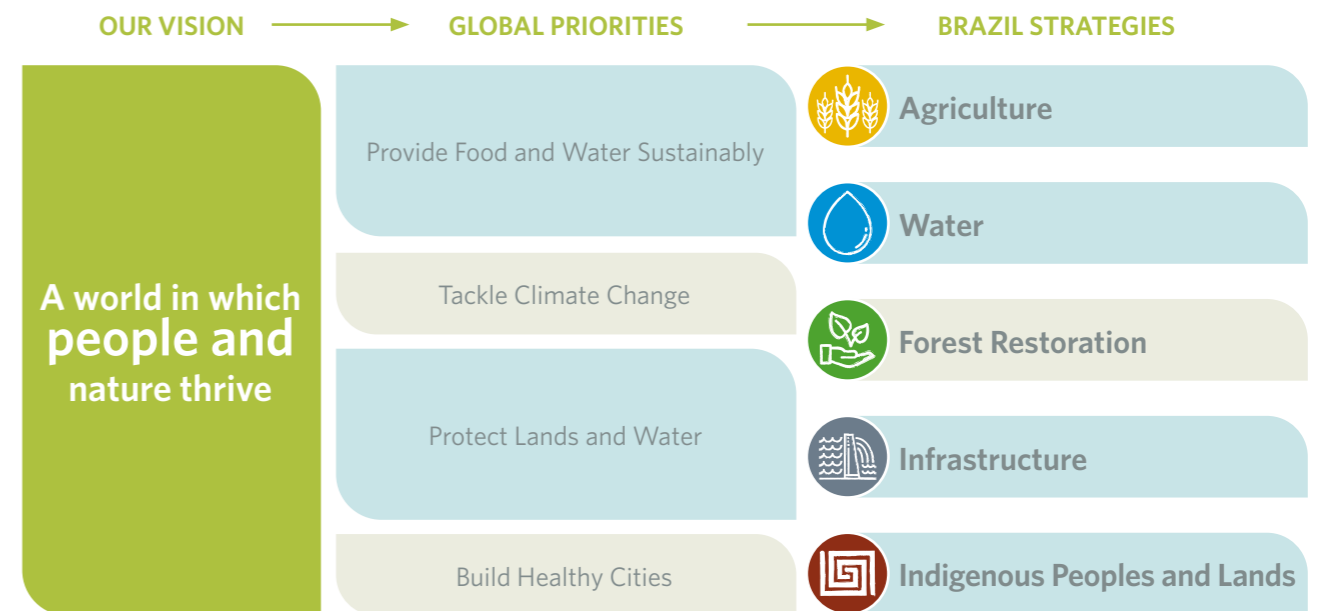 OUR VISION
GLOBAL PRIORITIES
BRAZIL STRATEGIES
A world in which
people and
nature thrive
Provide Food and Water Sustainably
Tackle Climate Change
Protect Lands and Water
Build Healthy Cities
Agriculture
Water
Forest Restoration
Infrastructure
Indigenous Peoples and Lands